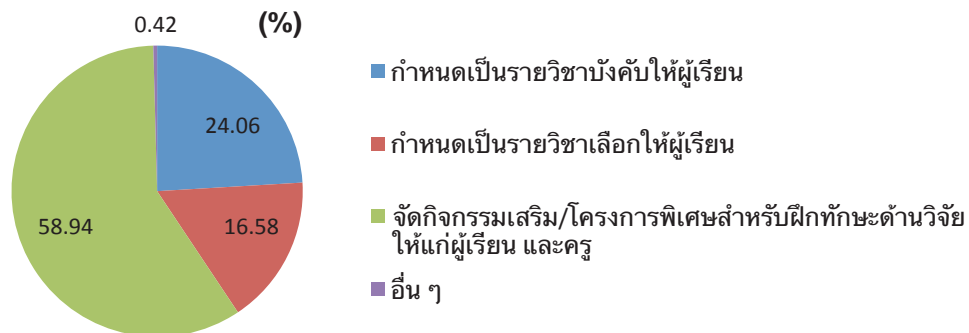 0.42
(%)
24.06
16.58
58.94
กำหนดเป็นรายวิชาบังคับให้ผู้เรียน
กำหนดเป็นรายวิชาเลือกให้ผู้เรียน
จัดกิจกรรมเสริม/โครงการพิเศษสำหรับฝึกทักษะด้านวิจัย
ให้แก่ผู้เรียน และครู
อื่น ๆ